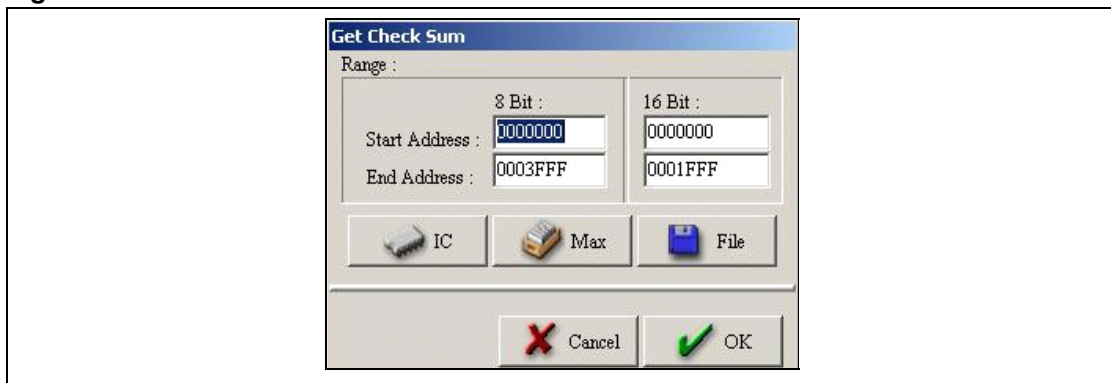 Get Check Sum
Range :
8 Bit : 16 Bit :
Start Address : 0000000 0000000
End Address : 0003FFF 0001FFF
IC Max File
Cancel OK